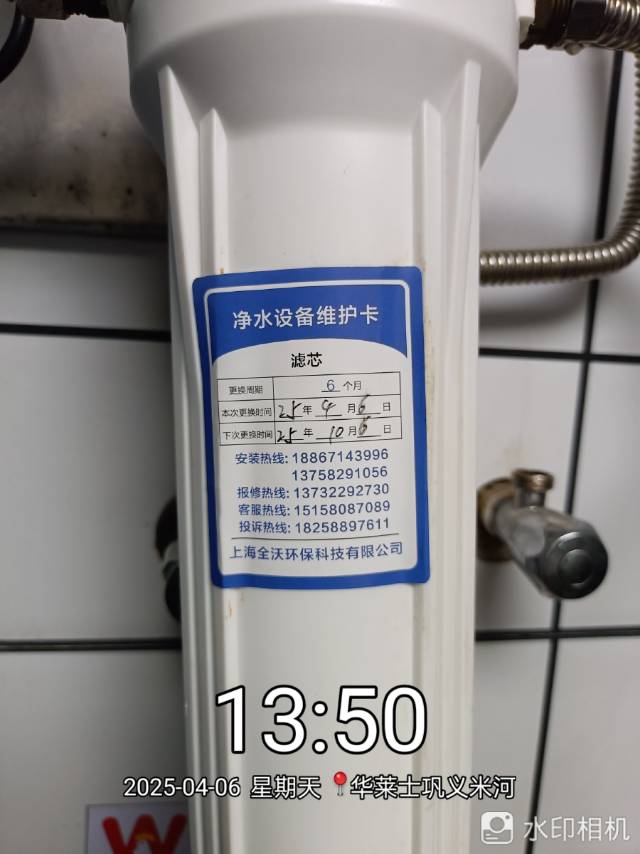 净水设备维护卡
滤芯
更换周期 6 个月
本次更换时间 25 年 4 月 6 日
下次更换时间 25 年 10 月 6 日
安装热线: 18867143996
13758291056
报修热线: 13732292730
客服热线: 15158087089
投诉热线: 18258897611
上海全沃环保科技有限公司
13:50
2025-04-06 星期天 华莱士巩义米河
W
水印相机